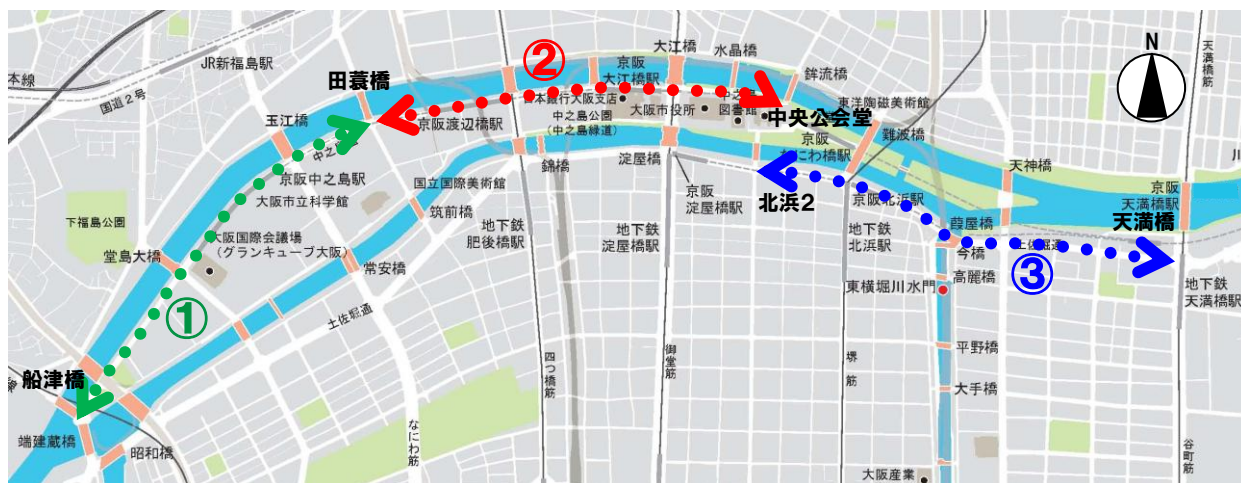 N
天満橋筋
本線
国道2号
JR新福島駅
玉江橋
田蓑橋
②
京阪
大江橋駅
大江橋
水晶橋
鉾流橋
東洋陶磁美術館
日本銀行大阪支店
中之島公園
(中之島緑道)
大阪市役所
図書館
中央公会堂
京阪渡辺橋駅
京阪
なにわ橋駅
難波橋
天神橋
京阪
天満橋駅
川
天満橋
下福島公園
堂島大橋
京阪中之島駅
大阪市立科学館
大阪国際会議場
(グランキューブ大阪)
国立国際美術館
筑前橋
常安橋
土佐堀通
地下鉄
肥後橋駅
錦橋
淀屋橋
京阪
淀屋橋駅
地下鉄
淀屋橋駅
北浜2
京阪北浜駅
地下鉄
北浜駅
葭屋橋
今橋
土佐堀通
高麗橋
③
東横堀川水門
地下鉄
天満橋駅
①
船津橋
端建蔵橋
昭和橋
なにわ筋
四つ橋筋
御堂筋
堺筋
平野橋
大手橋
谷町筋
大阪産業